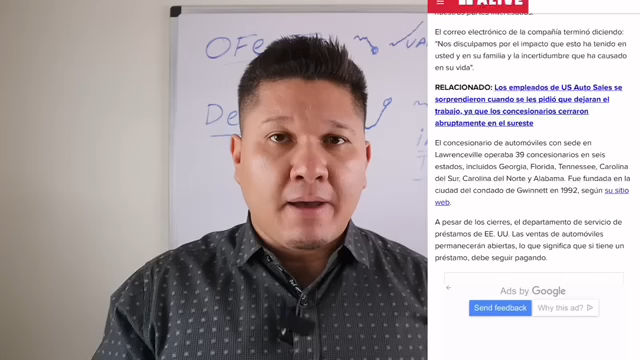 OFe
De
ALIVE
El correo electrónico de la compañía terminó diciendo:
"Nos disculpamos por el impacto que esto ha tenido en
usted y en su familia y la incertidumbre que ha causado
en su vida".
RELACIONADO: Los empleados de US Auto Sales se
sorprendieron cuando se les pidió que dejaran el
trabajo, ya que los concesionarios cerraron
abruptamente en el sureste
El concesionario de automóviles con sede en
Lawrenceville operaba 39 concesionarios en seis
estados, incluidos Georgia, Florida, Tennessee, Carolina
del Sur, Carolina del Norte y Alabama. Fue fundada en la
ciudad del condado de Gwinnett en 1992, según su sitio
web.
A pesar de los cierres, el departamento de servicio de
préstamos de EE. UU. Las ventas de automóviles
permanecerán abiertas, lo que significa que si tiene un
préstamo, debe seguir pagando.
Ads by Google
Send feedback
Why this ad?